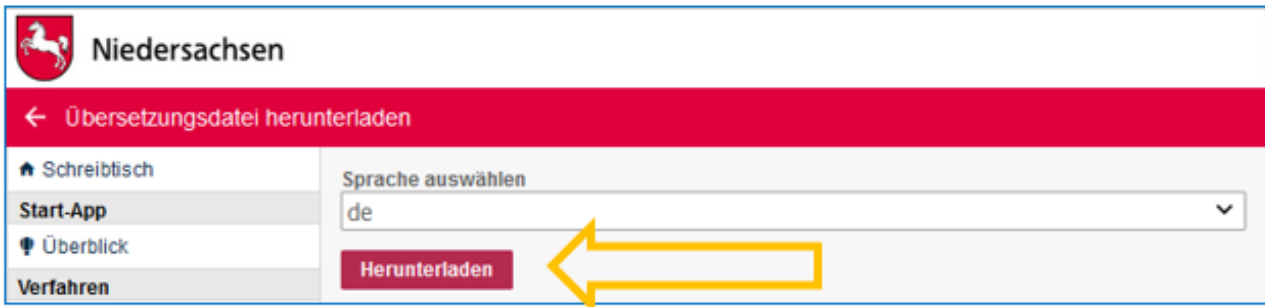 Niedersachsen
Übersetzungsdatei herunterladen
Schreibtisch
Start-App
Überblick
Verfahren
Sprache auswählen
de
Herunterladen